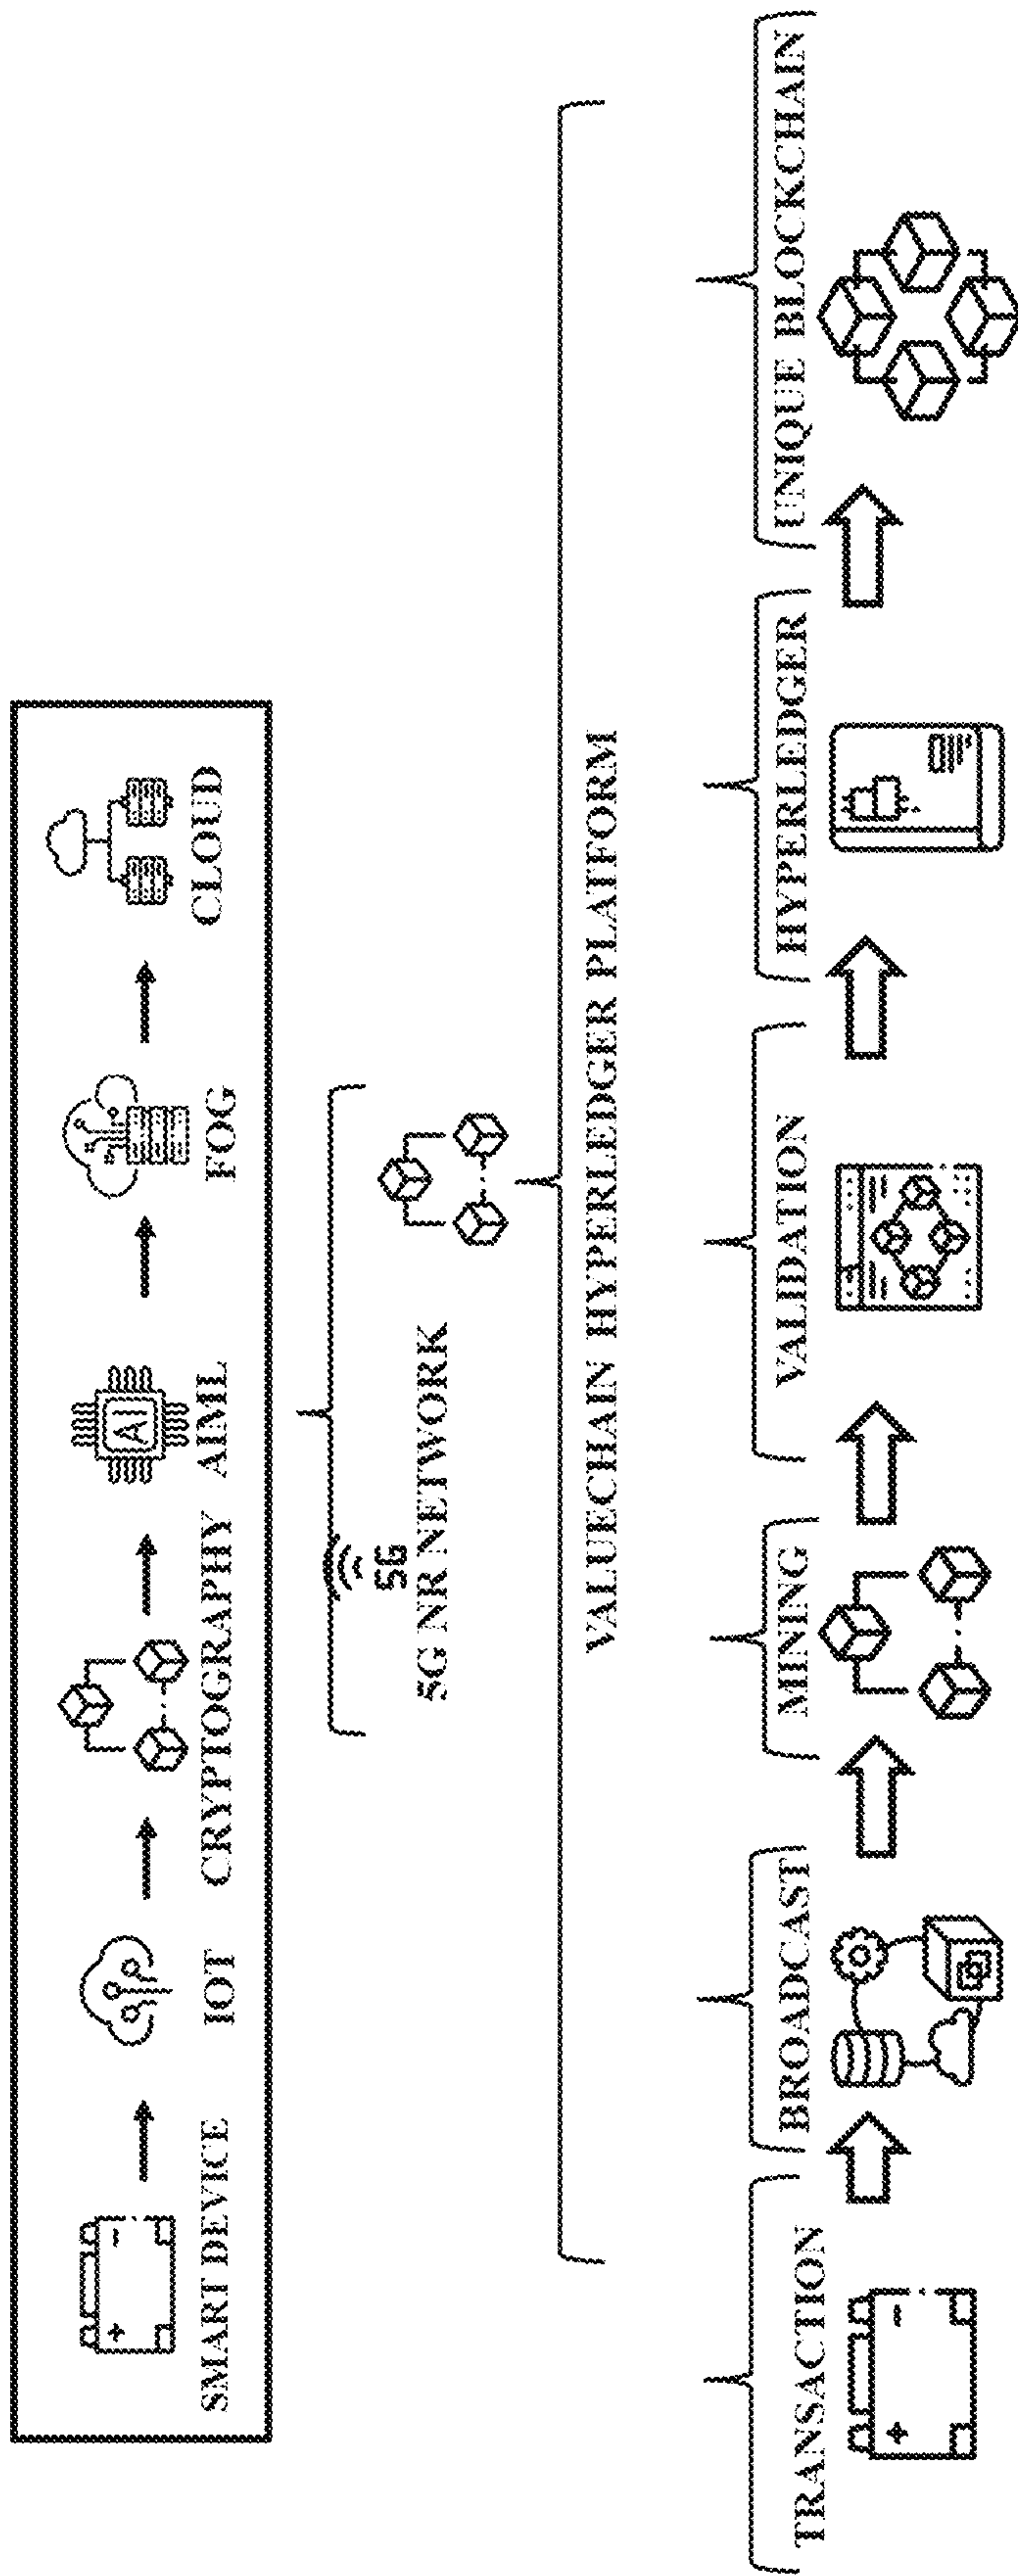 SMART DEVICE
+
-
IOT
CRYPTOGRAPHY
AI
AIML
FOG
CLOUD
5G
5G NR NETWORK
VALUECHAIN HYPERLEDGER PLATFORM
TRANSACTION
+
-
BROADCAST
MINING
VALIDATION
HYPERLEDGER
UNIQUE BLOCKCHAIN